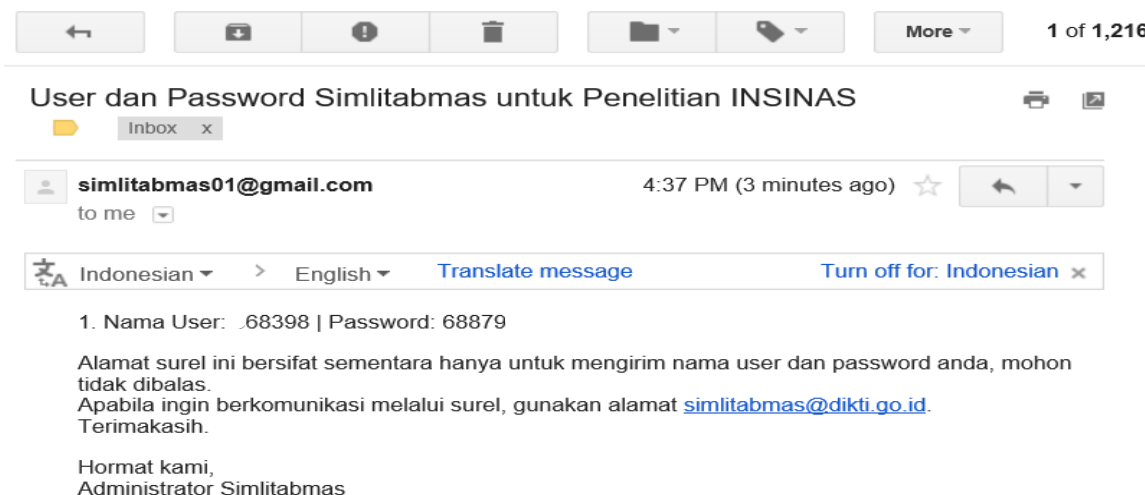 More
1 of 1,216
User dan Password Simlitabmas untuk Penelitian INSINAS
Inbox x
simlitabmas01@gmail.com 4:37 PM (3 minutes ago)
to me
Indonesian > English Translate message Turn off for: Indonesian x
1. Nama User: 68398 | Password: 68879
Alamat surel ini bersifat sementara hanya untuk mengirim nama user dan password anda, mohon
tidak dibalas.
Apabila ingin berkomunikasi melalui surel, gunakan alamat simlitabmas@dikti.go.id.
Terimakasih.
Hormat kami,
Administrator Simlitabmas